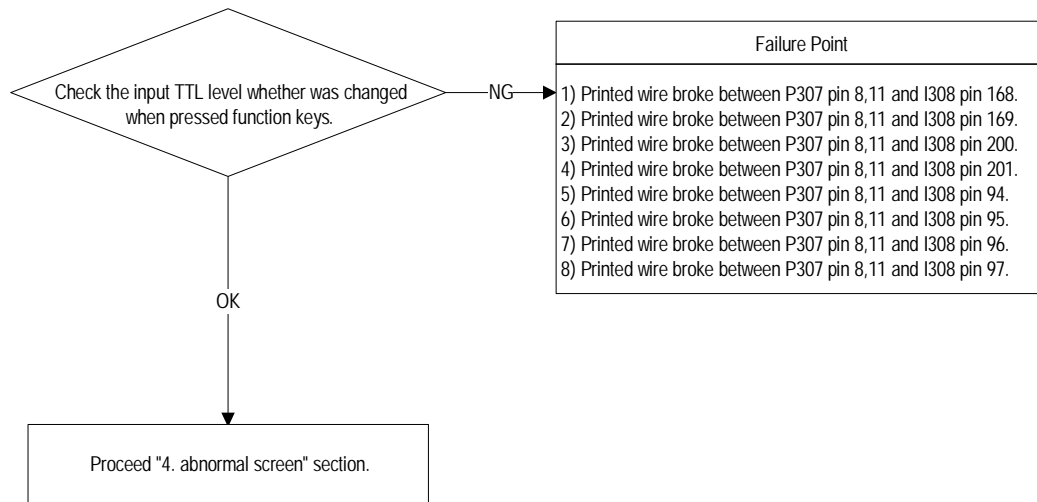 Check the input TTL level whether was changed
when pressed function keys.
NG
Failure Point
1) Printed wire broke between P307 pin 8,11 and I308 pin 168.
2) Printed wire broke between P307 pin 8,11 and I308 pin 169.
3) Printed wire broke between P307 pin 8,11 and I308 pin 200.
4) Printed wire broke between P307 pin 8,11 and I308 pin 201.
5) Printed wire broke between P307 pin 8,11 and I308 pin 94.
6) Printed wire broke between P307 pin 8,11 and I308 pin 95.
7) Printed wire broke between P307 pin 8,11 and I308 pin 96.
8) Printed wire broke between P307 pin 8,11 and I308 pin 97.
OK
Proceed "4. abnormal screen" section.